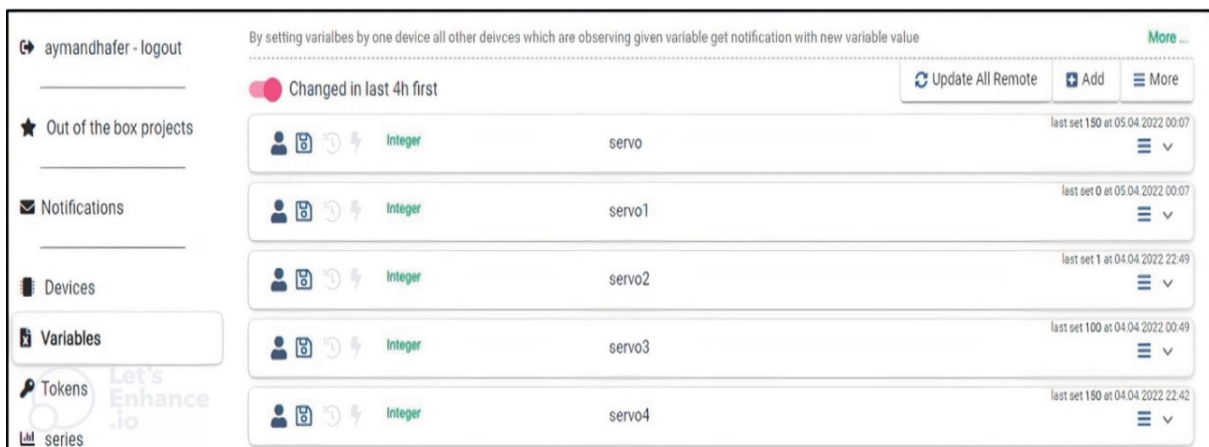 aymandhafer - logout
Out of the box projects
Notifications
Devices
Variables
Tokens
series
Let's
Enhance
.io
By setting varialbes by one device all other deivces which are observing given variable get notification with new variable value
More ...
Changed in last 4h first
Update All Remote
Add
More
last set 150 at 05.04.2022 00:07
Integer servo
last set 0 at 05.04.2022 00:07
Integer servo1
last set 1 at 04.04.2022 22:49
Integer servo2
last set 100 at 04.04.2022 00:49
Integer servo3
last set 150 at 04.04.2022 22:42
Integer servo4